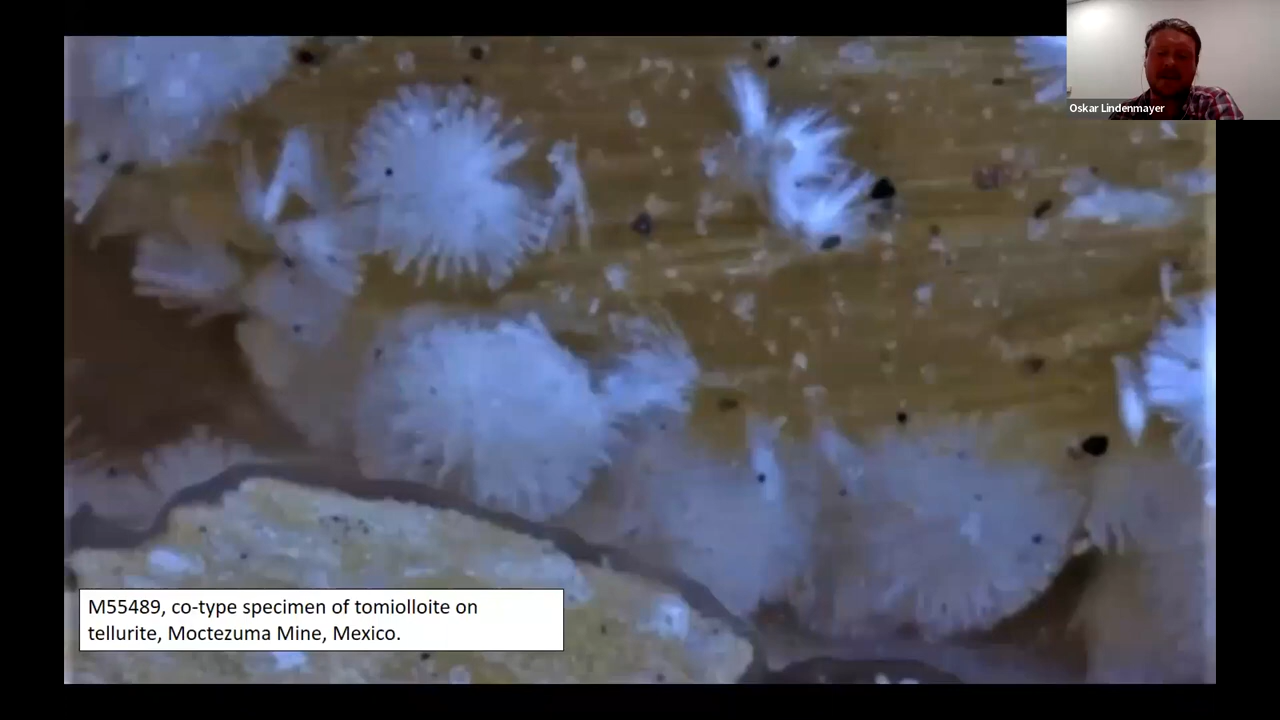 Oskar Lindenmayer
M55489, co-type specimen of tomiolloite on
tellurite, Moctezuma Mine, Mexico.